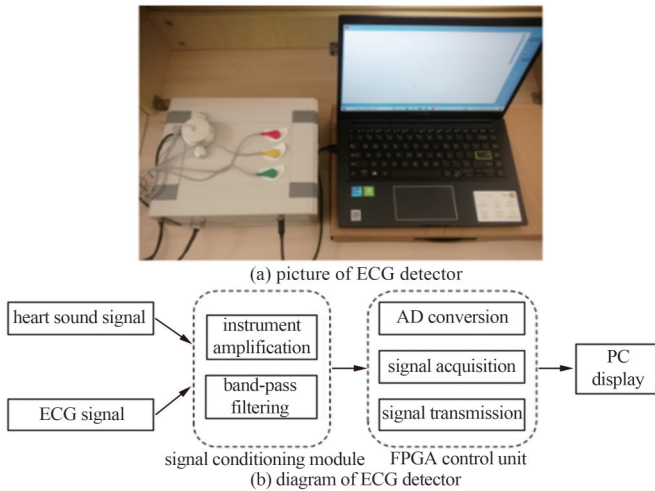 (a) picture of ECG detector
heart sound signal
ECG signal
instrument
amplification
band-pass
filtering
signal conditioning module
AD conversion
signal acquisition
signal transmission
FPGA control unit
PC
display
(b) diagram of ECG detector